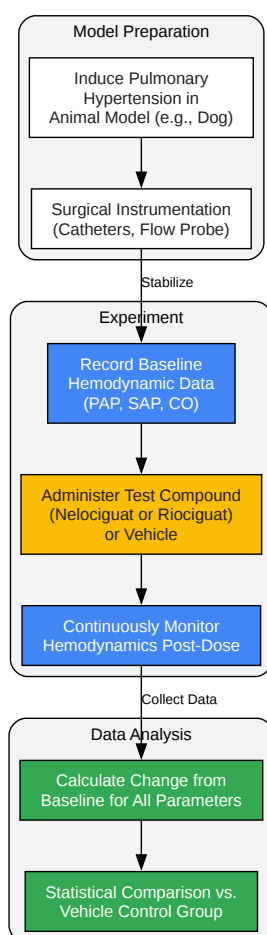 Model Preparation
Induce Pulmonary
Hypertension in
Animal Model (e.g., Dog)
Surgical Instrumentation
(Catheters, Flow Probe)
Stabilize
Experiment
Record Baseline
Hemodynamic Data
(PAP, SAP, CO)
Administer Test Compound
(Nelociguat or Riociguat)
or Vehicle
Continuously Monitor
Hemodynamics Post-Dose
Collect Data
Data Analysis
Calculate Change from
Baseline for All Parameters
Statistical Comparison vs.
Vehicle Control Group